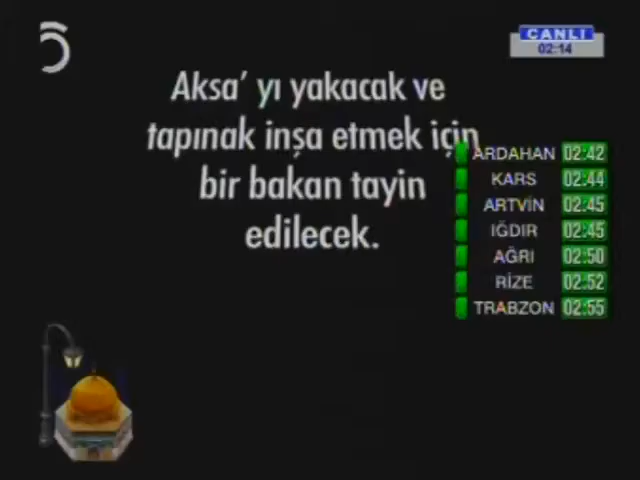 CANLI
02:14
Aksa' yı yakacak ve
tapınak inşa etmek için
bir bakan tayin
edilecek.
ARDAHAN 02:42
KARS 02:44
ARTVİN 02:45
IĞDIR 02:45
AĞRI 02:50
RİZE 02:52
TRABZON 02:55